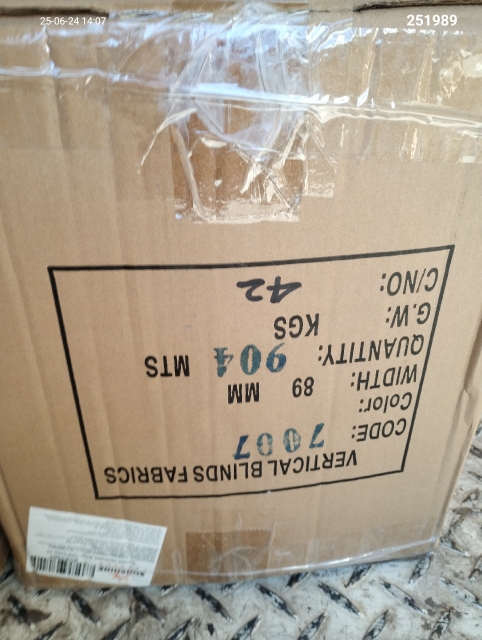 25-06-24 14:07
251989
VERTICAL BLINDS FABRICS
CODE: 7007
Color:
WIDTH: 89 MM
QUANTITY: 904 MTS
G.W: KGS
C/NO: 42
Sunshine